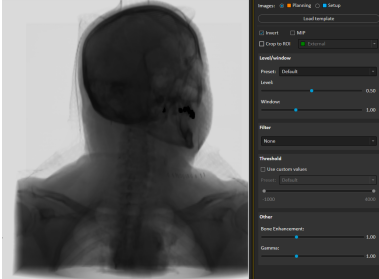 Images: Planning Setup
Load template
Invert MIP
Crop to ROI External
Level/window
Preset: Default
Level:
0.50
Window:
1.00
Filter
None
Threshold
Use custom values
Preset: Default
-1000 4000
Other
Bone Enhancement:
1.00
Gamma:
1.00